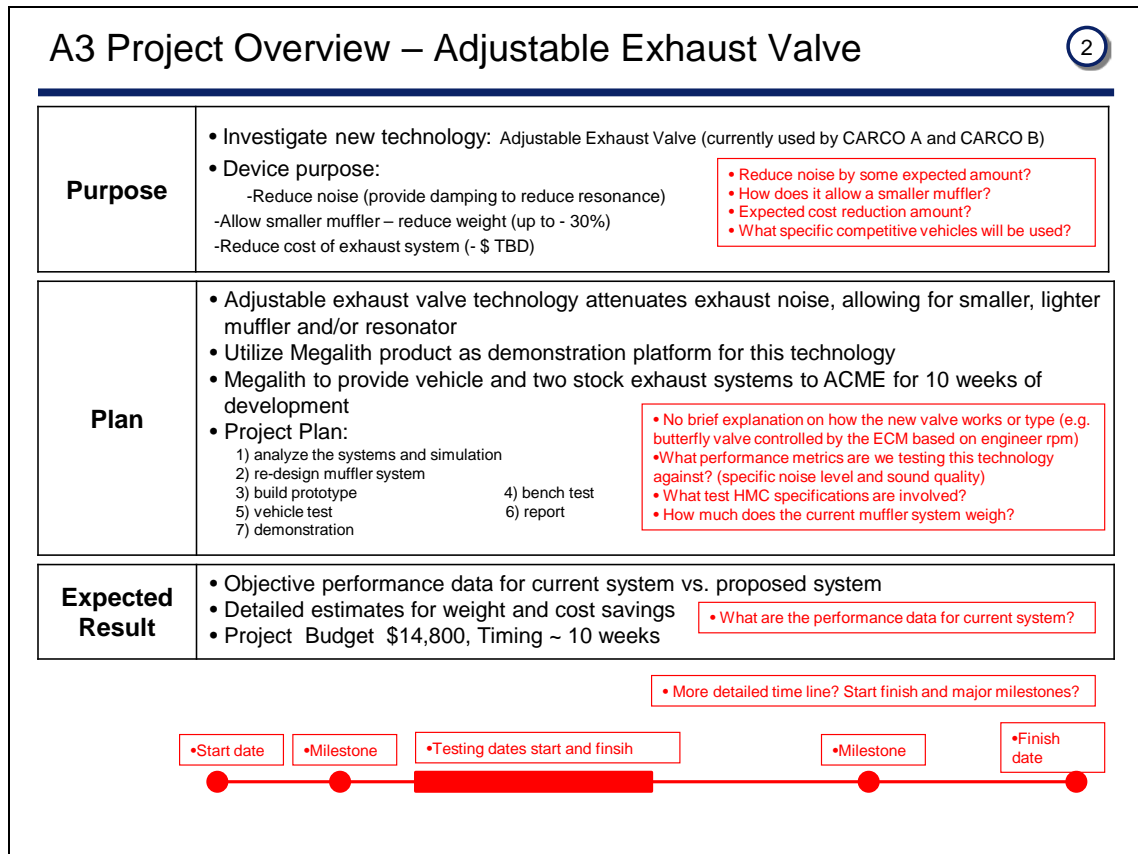 A3 Project Overview – Adjustable Exhaust Valve
2
Purpose
• Investigate new technology: Adjustable Exhaust Valve (currently used by CARCO A and CARCO B)
• Device purpose:
-Reduce noise (provide damping to reduce resonance)
-Allow smaller muffler – reduce weight (up to - 30%)
-Reduce cost of exhaust system (- $ TBD)
• Reduce noise by some expected amount?
• How does it allow a smaller muffler?
• Expected cost reduction amount?
• What specific competitive vehicles will be used?
Plan
• Adjustable exhaust valve technology attenuates exhaust noise, allowing for smaller, lighter
muffler and/or resonator
• Utilize Megalith product as demonstration platform for this technology
• Megalith to provide vehicle and two stock exhaust systems to ACME for 10 weeks of
development
• Project Plan:
1) analyze the systems and simulation
2) re-design muffler system
3) build prototype 4) bench test
5) vehicle test 6) report
7) demonstration
• No brief explanation on how the new valve works or type (e.g.
butterfly valve controlled by the ECM based on engineer rpm)
•What performance metrics are we testing this technology
against? (specific noise level and sound quality)
• What test HMC specifications are involved?
• How much does the current muffler system weigh?
Expected
Result
• Objective performance data for current system vs. proposed system
• Detailed estimates for weight and cost savings
• Project Budget $14,800, Timing ~ 10 weeks
• What are the performance data for current system?
• More detailed time line? Start finish and major milestones?
•Start date
•Milestone
•Testing dates start and finsih
•Milestone
•Finish
date